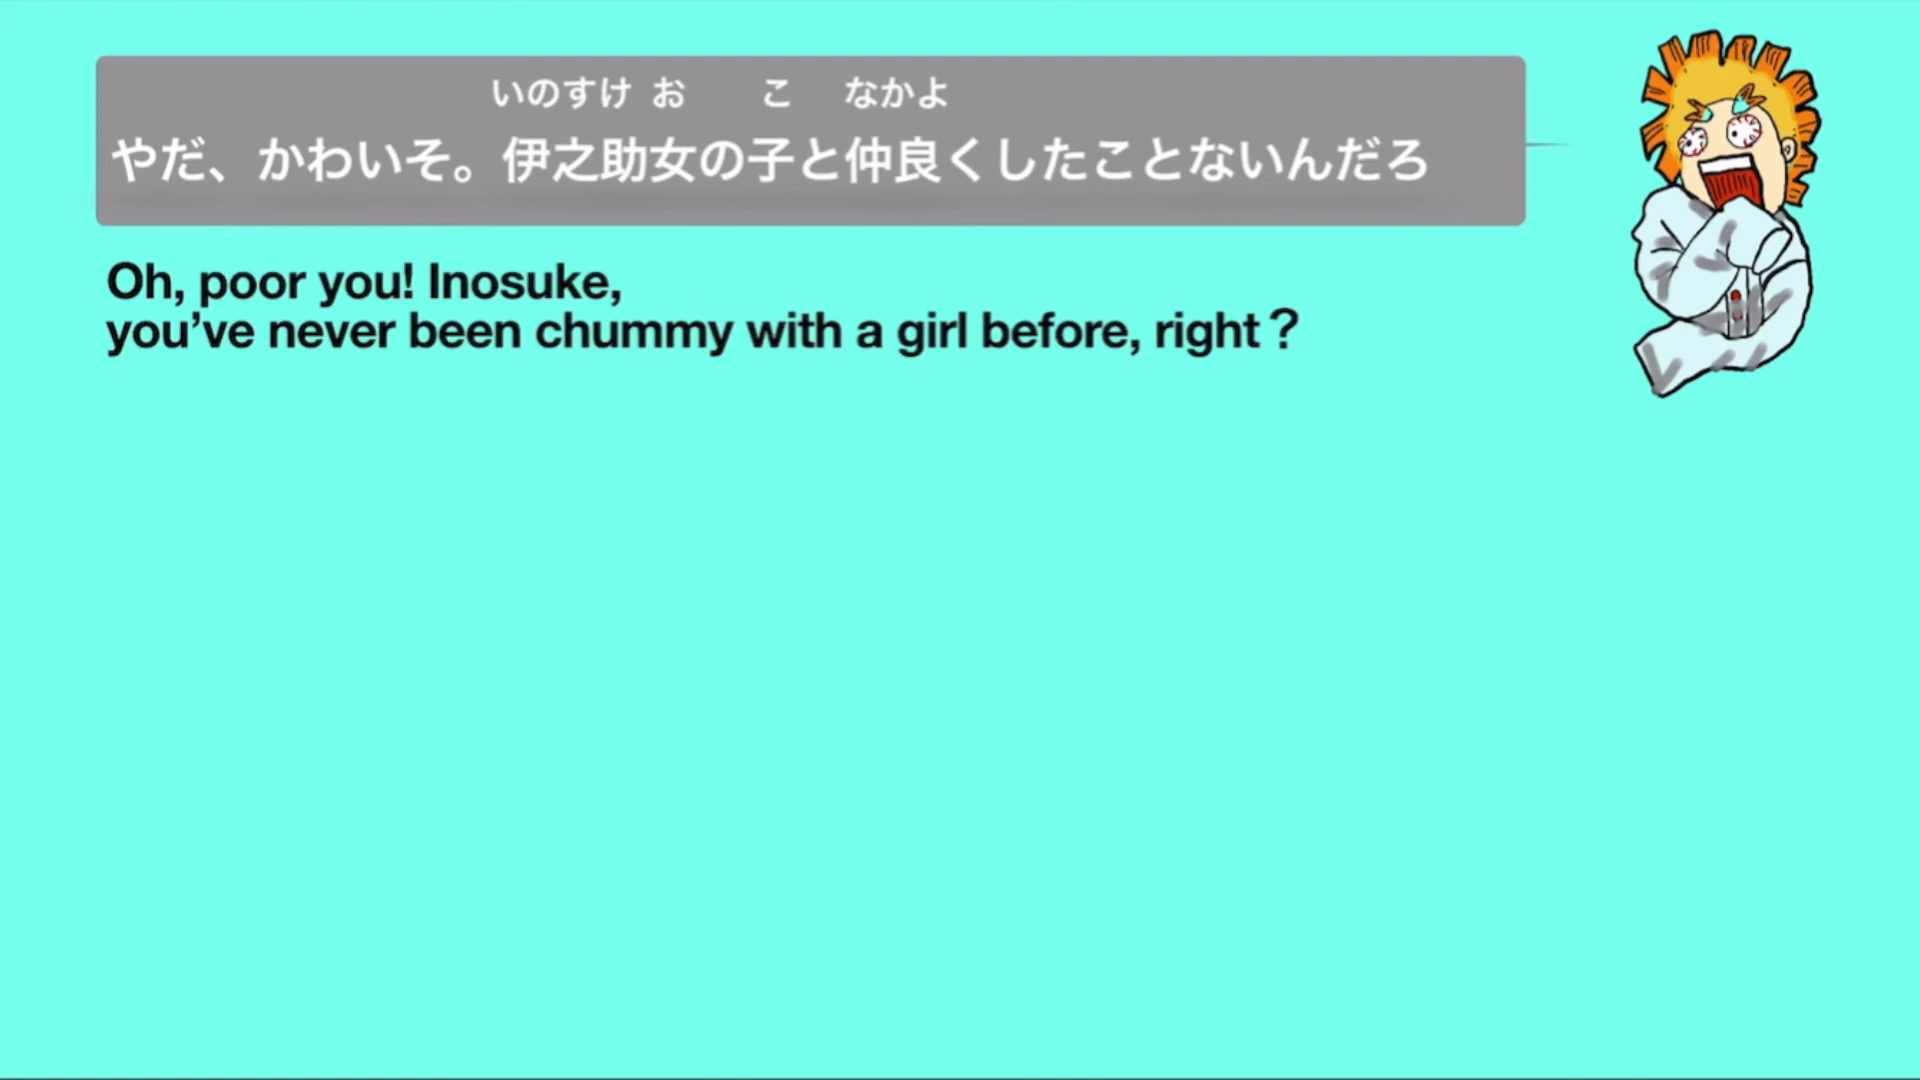 いのすけ お こ なかよ
やだ、かわいそ。伊之助女の子と仲良くしたことないんだろ
Oh, poor you! Inosuke,
you’ve never been chummy with a girl before, right？